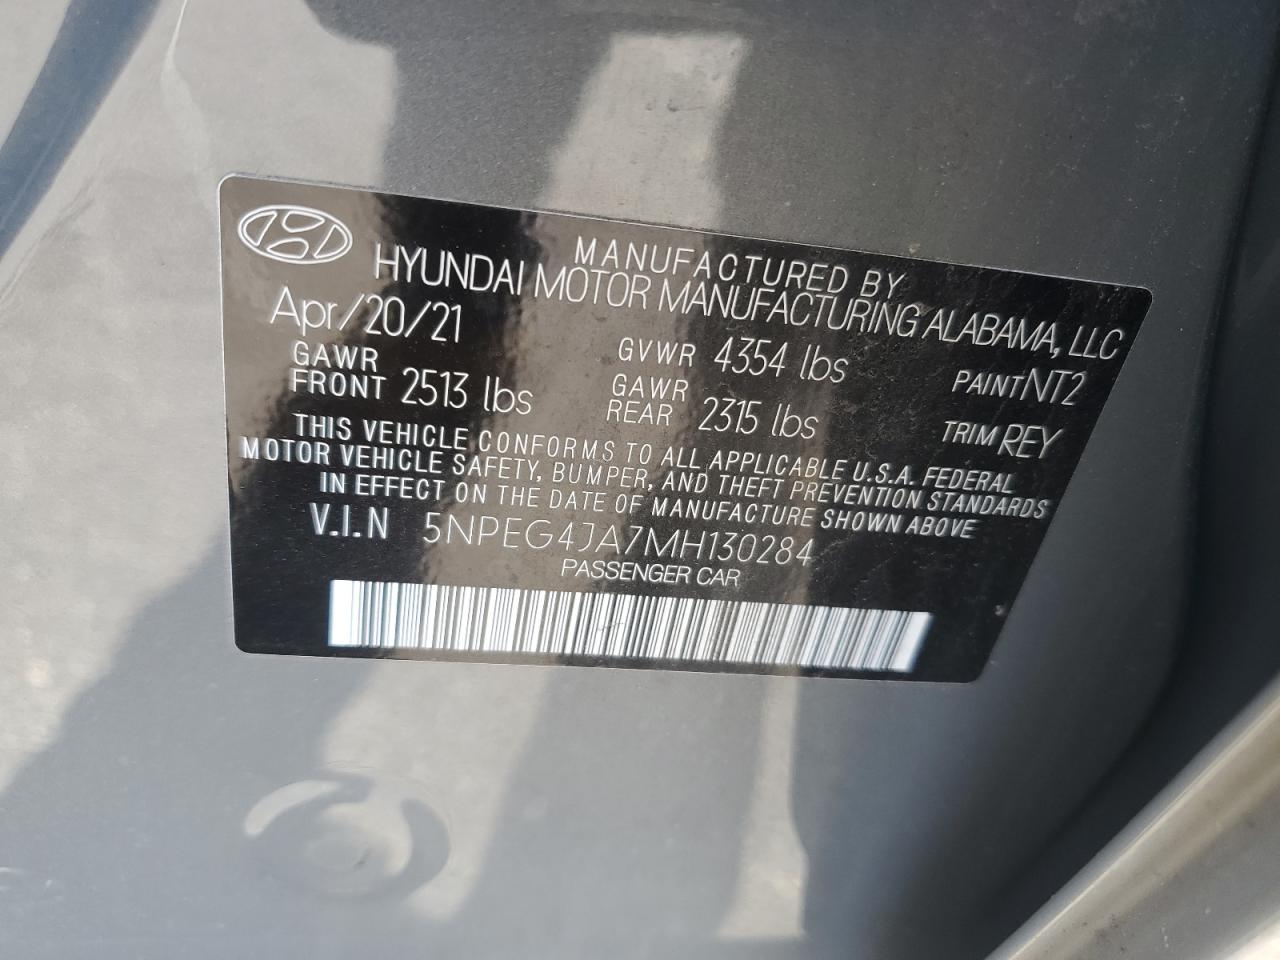 MANUFACTURED BY
HYUNDAI MOTOR MANUFACTURING ALABAMA, LLC
Apr/20/21
GVWR 4354 lbs
PAINT NT2
GAWR FRONT 2513 lbs
GAWR REAR 2315 lbs
TRIM REY
THIS VEHICLE CONFORMS TO ALL APPLICABLE U.S.A. FEDERAL
MOTOR VEHICLE SAFETY, BUMPER, AND THEFT PREVENTION STANDARDS
IN EFFECT ON THE DATE OF MANUFACTURE SHOWN ABOVE
V.I.N 5NPEG4JA7MH130284
PASSENGER CAR